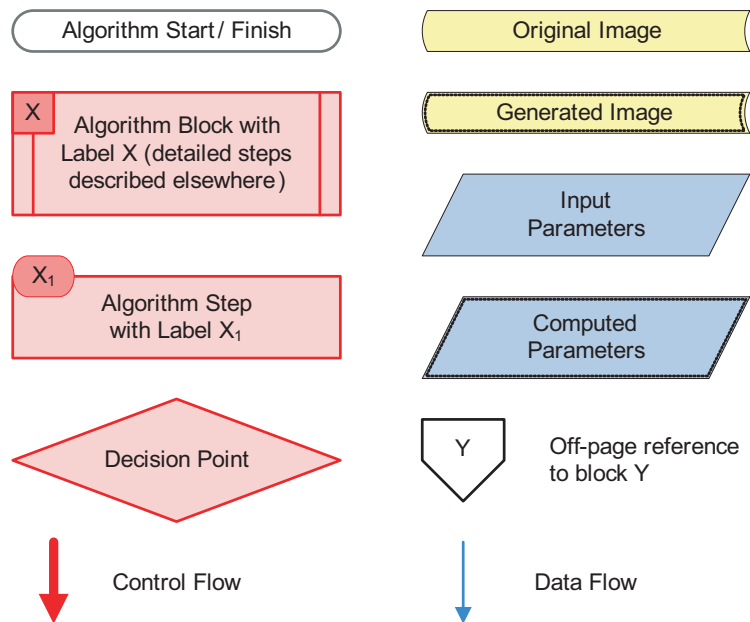 Algorithm Start / Finish
X
Algorithm Block with
Label X (detailed steps
described elsewhere)
X₁
Algorithm Step
with Label X₁
Decision Point
Control Flow
Original Image
Generated Image
Input
Parameters
Computed
Parameters
Y
Off-page reference
to block Y
Data Flow